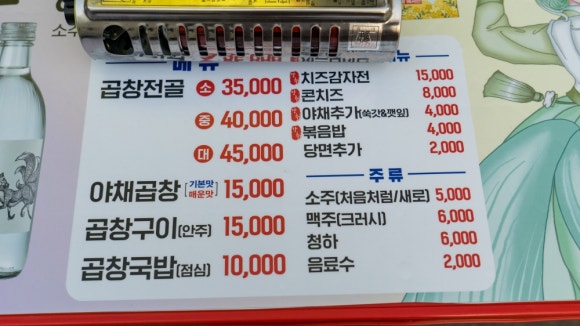 소주
메뉴
곱창전골 소 35,000
중 40,000
대 45,000
야채곱창 [기본맛 매운맛] 15,000
곱창구이(안주) 15,000
곱창국밥(점심) 10,000
치즈감자전 15,000
콘치즈 8,000
야채추가(쑥갓&깻잎) 4,000
볶음밥 4,000
당면추가 2,000
주류
소주(처음처럼/새로) 5,000
맥주(크러시) 6,000
청하 6,000
음료수 2,000